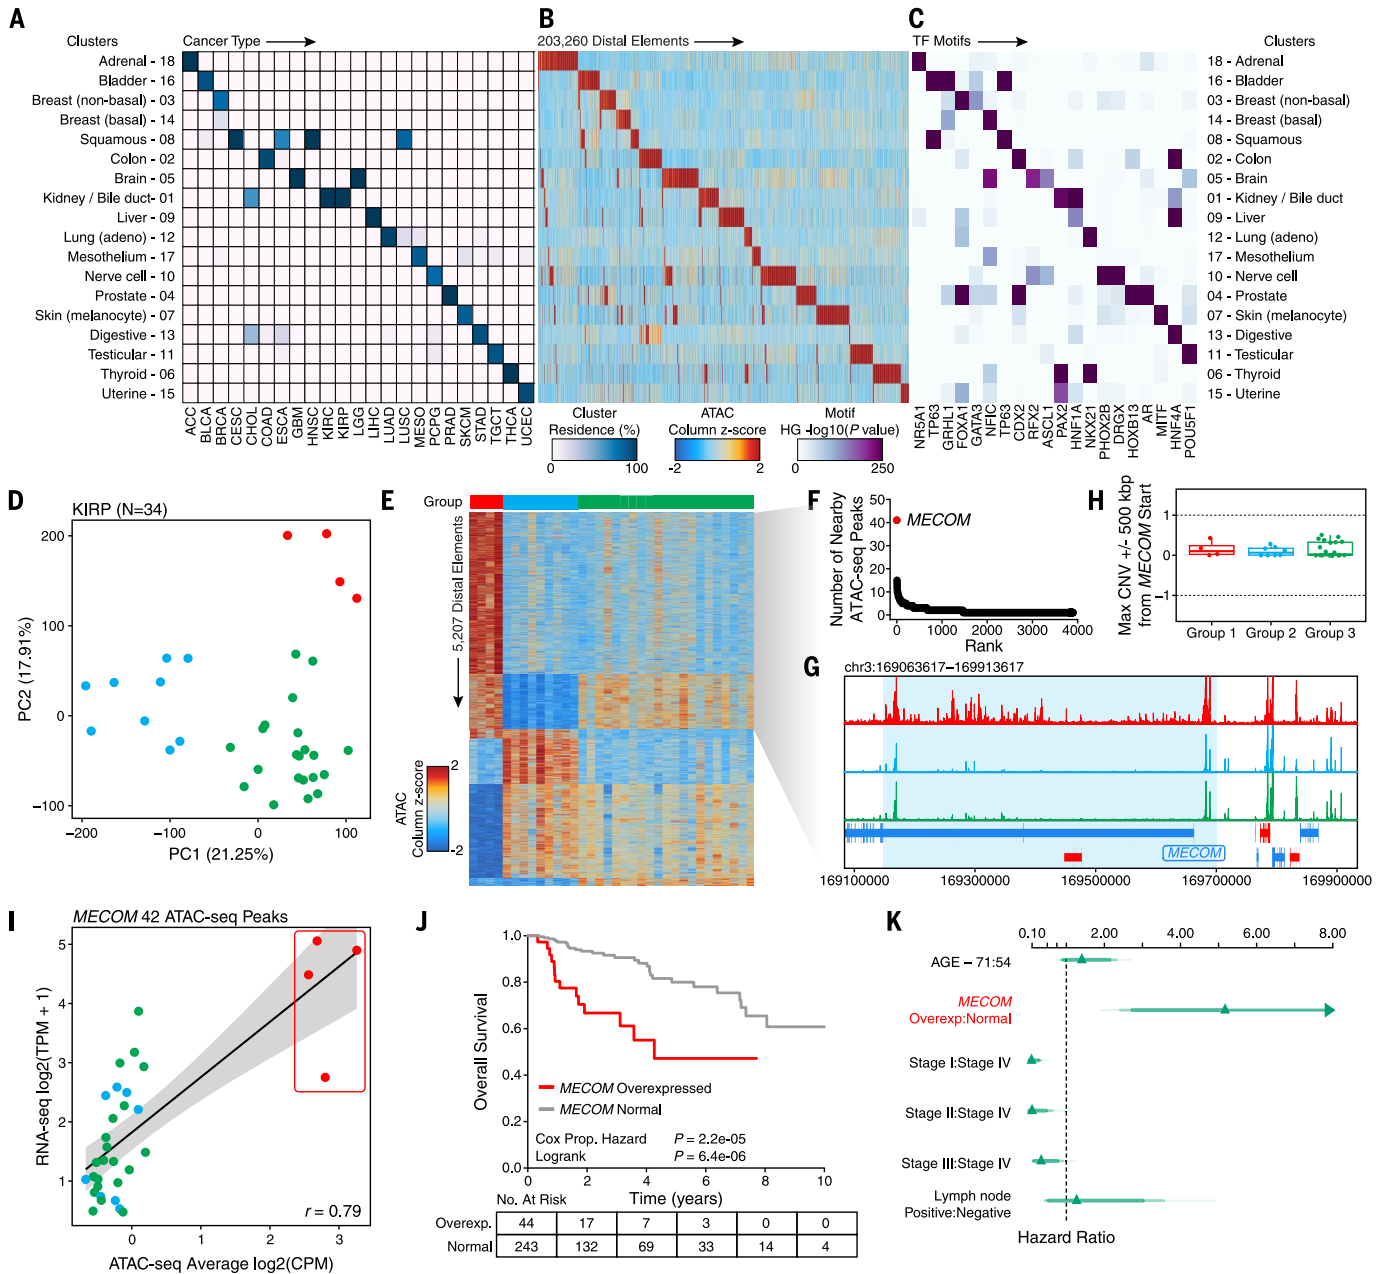 A
Clusters
Cancer Type
Adrenal - 18
Bladder - 16
Breast (non-basal) - 03
Breast (basal) - 14
Squamous - 08
Colon - 02
Brain - 05
Kidney / Bile duct- 01
Liver - 09
Lung (adeno) - 12
Mesothelium - 17
Nerve cell - 10
Prostate - 04
Skin (melanocyte) - 07
Digestive - 13
Testicular - 11
Thyroid - 06
Uterine - 15
ACC
BLCA
BRCA
CESC
CHOL
COAD
ESCA
GBM
HNSC
KIRC
KIRP
LGG
LIHC
LUAD
LUSC
MESO
PCPG
PRAD
SKCM
STAD
TGCT
THCA
UCEC
B
203,260 Distal Elements
Cluster
Residence (%)
0
100
ATAC
Column z-score
-2
2
Motif
HG -log10(P value)
0
250
C
TF Motifs
Clusters
18 - Adrenal
16 - Bladder
03 - Breast (non-basal)
14 - Breast (basal)
08 - Squamous
02 - Colon
05 - Brain
01 - Kidney / Bile duct
09 - Liver
12 - Lung (adeno)
17 - Mesothelium
10 - Nerve cell
04 - Prostate
07 - Skin (melanocyte)
13 - Digestive
11 - Testicular
06 - Thyroid
15 - Uterine
NR5A1
TP63
GRHL1
FOXA1
GATA3
NFIC
TP63
CDX2
RFX2
ASCL1
PAX2
HNF1A
NKX21
PHOX2B
DRGX
HOXB13
AR
MITF
HNF4A
POU5F1
D
KIRP (N=34)
PC2 (17.91%)
200
100
0
−100
−200
−100
0
100
PC1 (21.25%)
E
Group
5,207 Distal Elements
ATAC
Column z-score
2
-2
F
Number of Nearby
ATAC-seq Peaks
50
40
30
20
10
0
MECOM
0
1000
2000
3000
4000
Rank
H
Max CNV +/- 500 kbp
from MECOM Start
1
0
−1
Group 1
Group 2
Group 3
G
chr3:169063617−169913617
MECOM
169100000
169300000
169500000
169700000
169900000
I
MECOM 42 ATAC-seq Peaks
RNA-seq log2(TPM + 1)
5
4
3
2
1
r = 0.79
0
1
2
3
ATAC-seq Average log2(CPM)
J
Overall Survival
1.0
0.8
0.6
0.4
0.2
0.0
MECOM Overexpressed
MECOM Normal
Cox Prop. Hazard P = 2.2e-05
Logrank P = 6.4e-06
0
2
4
6
8
10
No. At Risk
Time (years)
Overexp. 44 17 7 3 0 0
Normal 243 132 69 33 14 4
K
0.10
2.00
4.00
6.00
8.00
AGE − 71:54
MECOM
Overexp:Normal
Stage I:Stage IV
Stage II:Stage IV
Stage III:Stage IV
Lymph node
Positive:Negative
Hazard Ratio